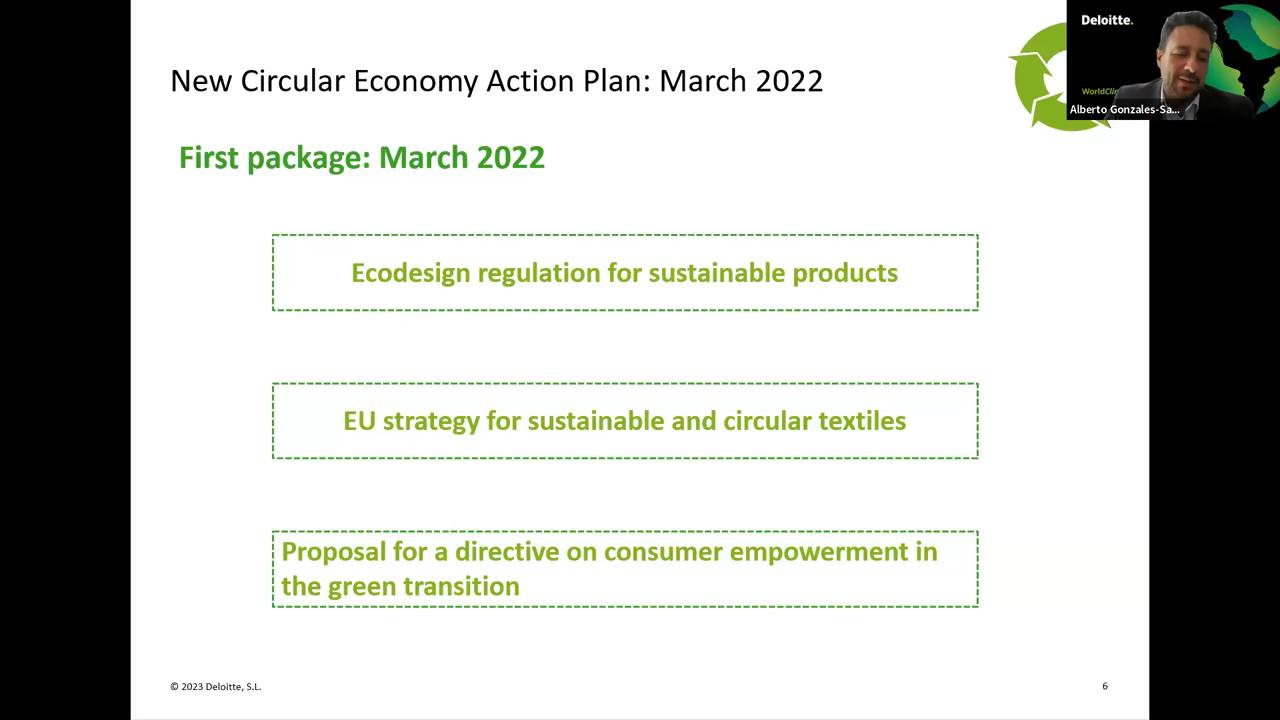 Deloitte.
New Circular Economy Action Plan: March 2022
Alberto Gonzales-Sa...
First package: March 2022
Ecodesign regulation for sustainable products
EU strategy for sustainable and circular textiles
Proposal for a directive on consumer empowerment in
the green transition
© 2023 Deloitte, S.L.
6